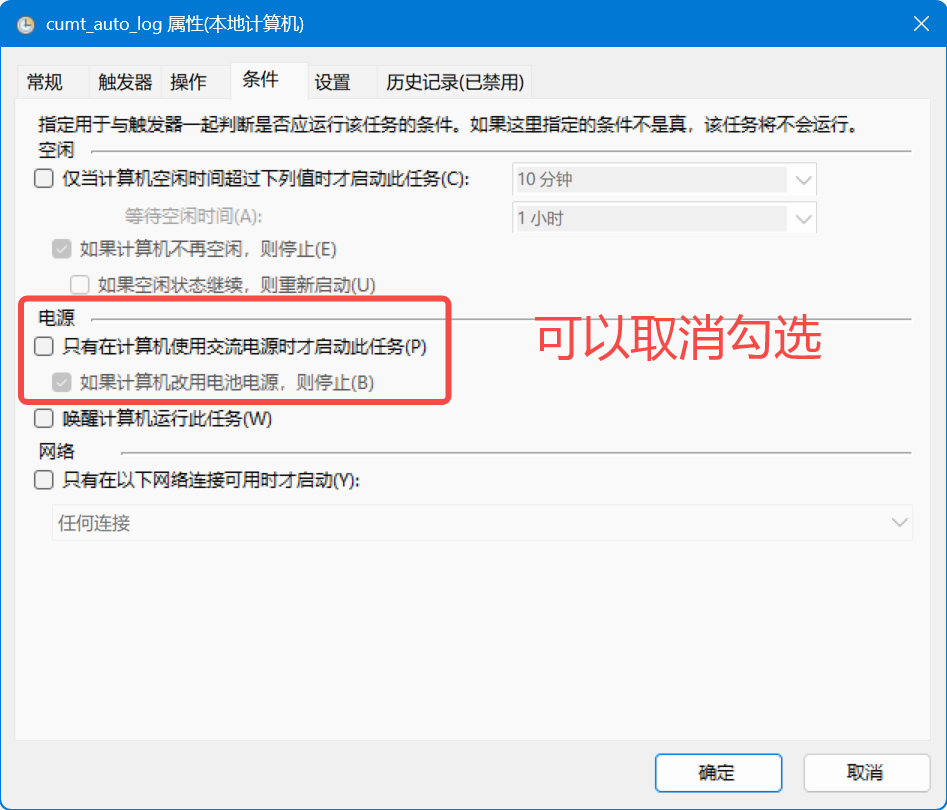 cumt_auto_log 属性(本地计算机)
常规 触发器 操作 条件 设置 历史记录(已禁用)
指定用于与触发器一起判断是否应运行该任务的条件。如果这里指定的条件不是真，该任务将不会运行。
空闲
仅当计算机空闲时间超过下列值时才启动此任务(C): 10 分钟
等待空闲时间(A): 1 小时
如果计算机不再空闲，则停止(E)
如果空闲状态继续，则重新启动(U)
电源
只有在计算机使用交流电源时才启动此任务(P)
可以取消勾选
如果计算机改用电池电源，则停止(B)
唤醒计算机运行此任务(W)
网络
只有在以下网络连接可用时才启动(Y):
任何连接
确定 取消